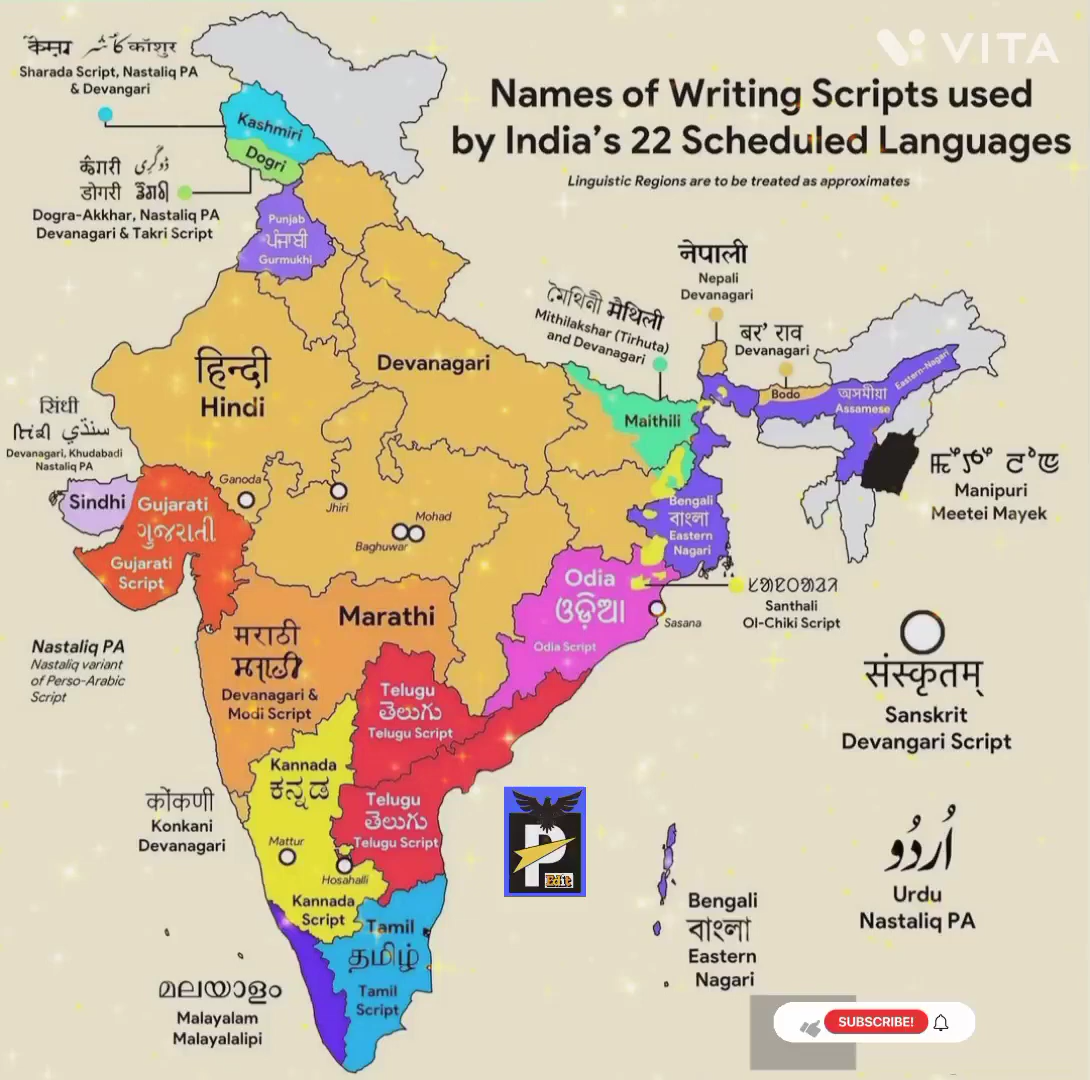 VITA
Names of Writing Scripts used
by India's 22 Scheduled Languages
Linguistic Regions are to be treated as approximates
कॉशुर
Sharada Script, Nastaliq PA
& Devangari
Kashmiri
Dogri
डोगरी
Dogra-Akkhar, Nastaliq PA
Devanagari & Takri Script
Punjab
ਪੰਜਾਬੀ
Gurmukhi
हिन्दी
Hindi
Devanagari
मैथिली
Mithilakshar (Tirhuta)
and Devanagari
Maithili
नेपाली
Nepali
Devanagari
बर’ राव
Devanagari
Bodo
অসমীয়া
Assamese
Eastern-Nagari
Manipuri
Meetei Mayek
सिंधी
سنڌي
Devanagari, Khudabadi
Nastaliq PA
Sindhi
Gujarati
ગુજરાતી
Gujarati
Script
Ganoda
Jhiri
Mohad
Baghuwar
Bengali
বাংলা
Eastern
Nagari
Odia
ଓଡ଼ିଆ
Odia Script
Sasana
Santhali
Ol-Chiki Script
Nastaliq PA
Nastaliq variant
of Perso-Arabic
Script
Marathi
मराठी
Devanagari &
Modi Script
Telugu
తెలుగు
Telugu Script
Kannada
ಕನ್ನಡ
Mattur
Hosahalli
Kannada
Script
Telugu
తెలుగు
Telugu Script
कोंकणी
Konkani
Devanagari
Tamil
தமிழ்
Tamil
Script
മലയാളം
Malayalam
Malayalalipi
P
Edit
Bengali
বাংলা
Eastern
Nagari
संस्कृतम्
Sanskrit
Devangari Script
اُردُو
Urdu
Nastaliq PA
SUBSCRIBE!